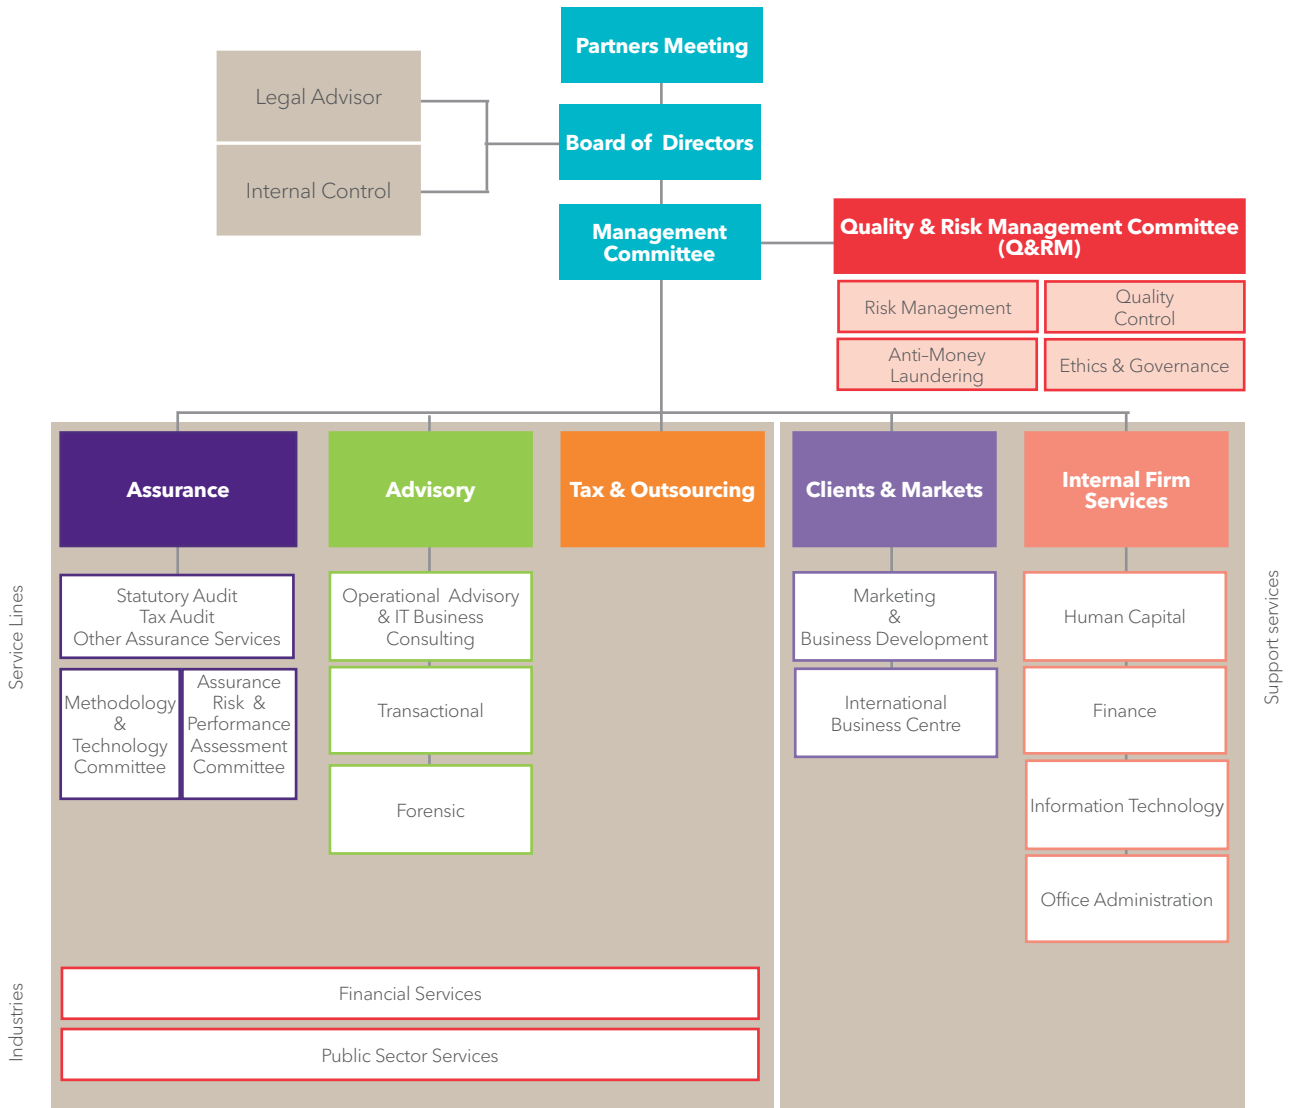 Partners Meeting
Legal Advisor
Board of Directors
Internal Control
Management
Committee
Quality & Risk Management Committee
(Q&RM)
Risk Management
Quality
Control
Anti-Money
Laundering
Ethics & Governance
Assurance
Advisory
Tax & Outsourcing
Clients & Markets
Internal Firm
Services
Service Lines
Statutory Audit
Tax Audit
Other Assurance Services
Methodology
&
Technology
Committee
Assurance
Risk &
Performance
Assessment
Committee
Operational Advisory
& IT Business
Consulting
Transactional
Forensic
Marketing
&
Business Development
International
Business Centre
Human Capital
Finance
Information Technology
Office Administration
Support services
Industries
Financial Services
Public Sector Services